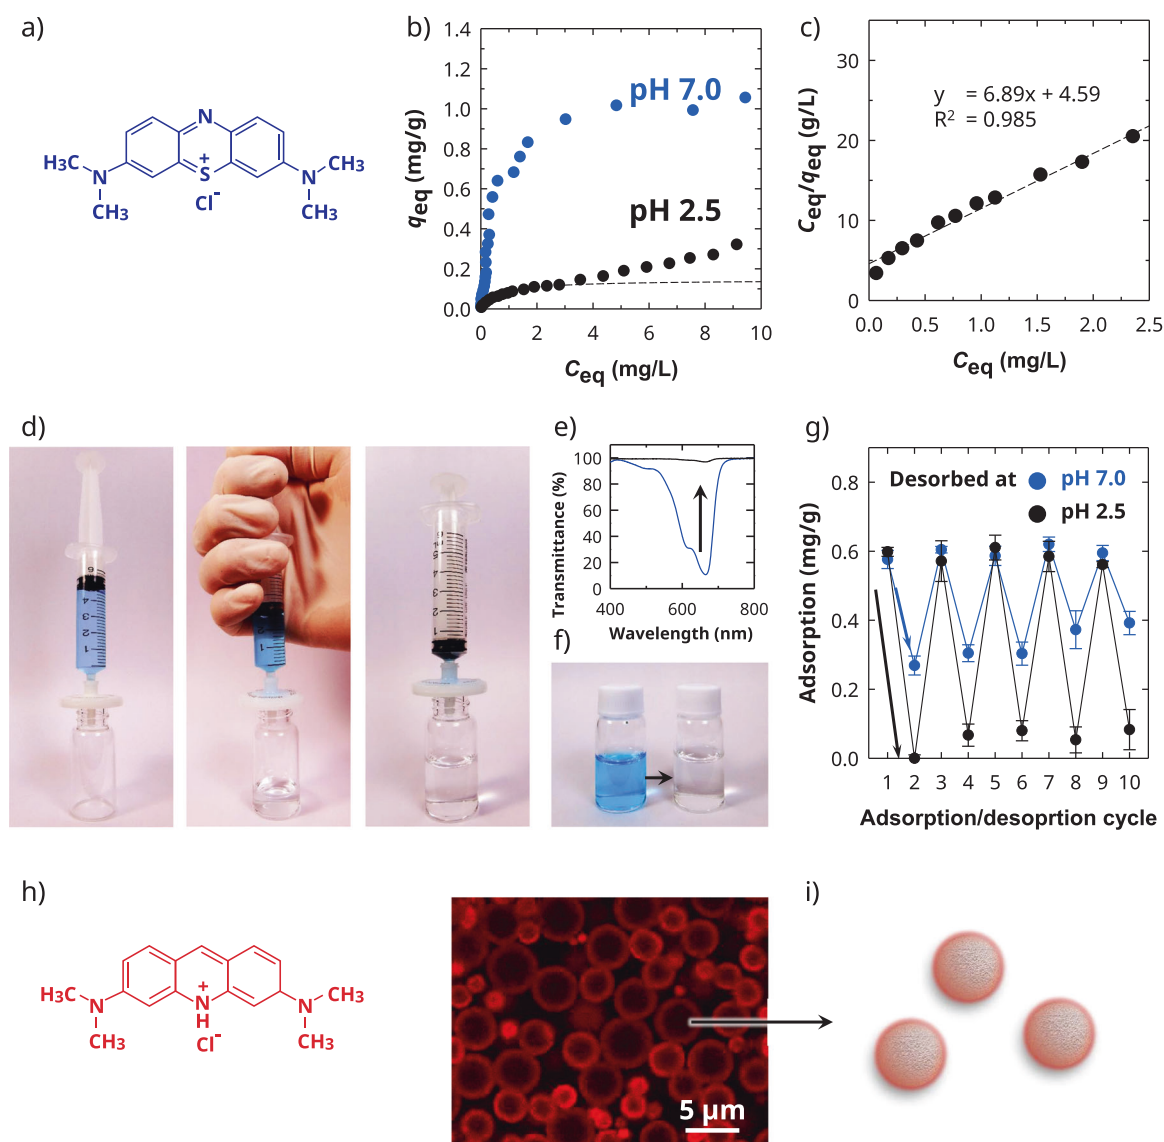 a)
N
S
+
H3C
N
CH3
CH3
N
CH3
Cl-
b)
1.4
1.2
1.0
0.8
0.6
0.4
0.2
0.0
qeq (mg/g)
pH 7.0
pH 2.5
0 2 4 6 8 10
Ceq (mg/L)
c)
30
20
10
0
Ceq/qeq (g/L)
y = 6.89x + 4.59
R2 = 0.985
0.0 0.5 1.0 1.5 2.0 2.5
Ceq (mg/L)
d)
4
3
2
1
e)
100
80
60
40
20
0
Transmittance (%)
400 600 800
Wavelength (nm)
f)
g)
0.8
0.6
0.4
0.2
0.0
Adsorption (mg/g)
Desorbed at pH 7.0
pH 2.5
1 2 3 4 5 6 7 8 9 10
Adsorption/desoprtion cycle
h)
H3C
N
CH3
+
N
H
Cl-
N
CH3
CH3
5 µm
i)